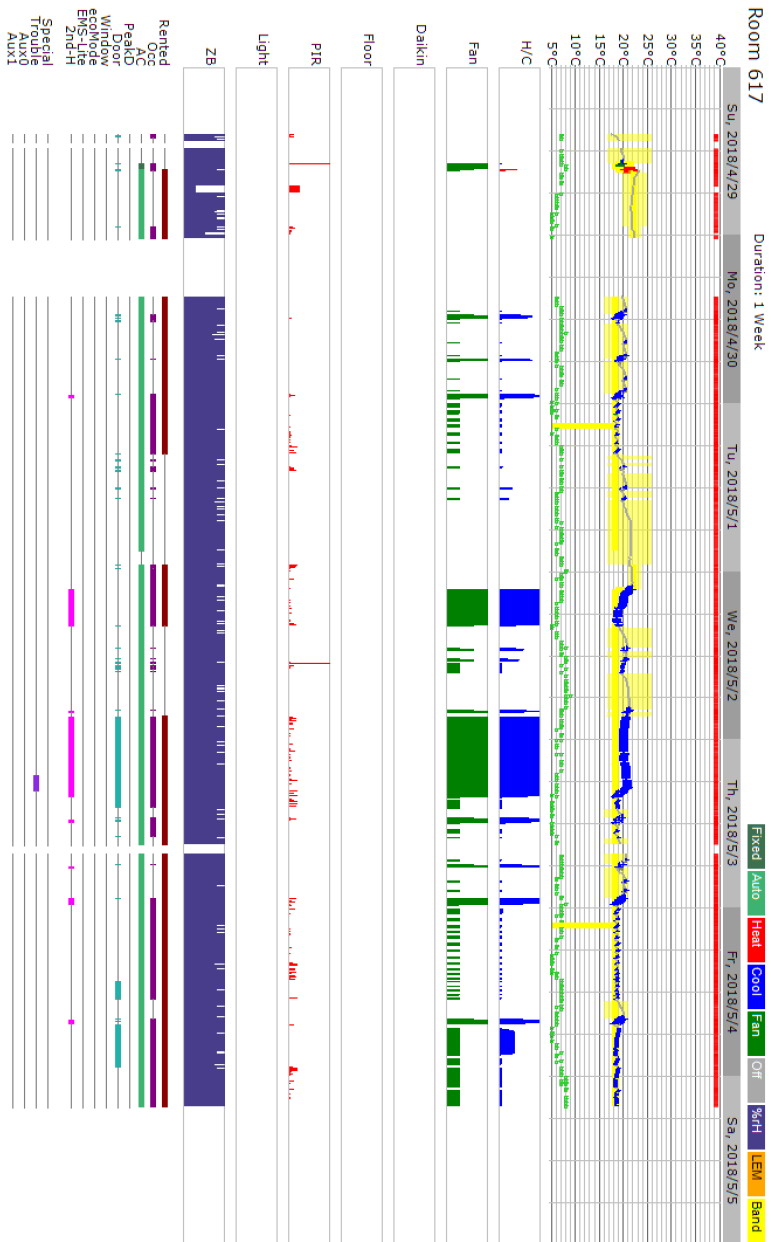 Room 617
Duration: 1 Week
Fixed Auto Heat Cool Fan Off %rH LEM Band
Su, 2018/4/29 Mo, 2018/4/30 Tu, 2018/5/1 We, 2018/5/2 Th, 2018/5/3 Fr, 2018/5/4 Sa, 2018/5/5
40°C
25°C
20°C
15°C
10°C
5°C
H/C
Fan
Daikin
Floor
PIR
Light
ZB
Rented
AC
Occ
PeakD
Door
Window
ecoMode
EMS-Lite
2nd-H
Special
Trouble
Aux0
Aux1